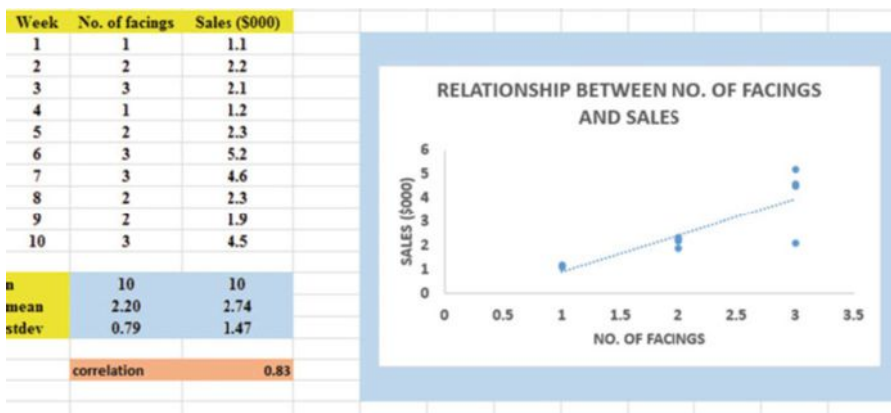 Week No. of facings Sales ($000)
1 1 1.1
2 2 2.2
3 3 2.1
4 1 1.2
5 2 2.3
6 3 5.2
7 3 4.6
8 2 2.3
9 2 1.9
10 3 4.5
n 10 10
mean 2.20 2.74
stdev 0.79 1.47
correlation 0.83
RELATIONSHIP BETWEEN NO. OF FACINGS
AND SALES
SALES ($000)
6
5
4
3
2
1
0
0 0.5 1 1.5 2 2.5 3 3.5
NO. OF FACINGS